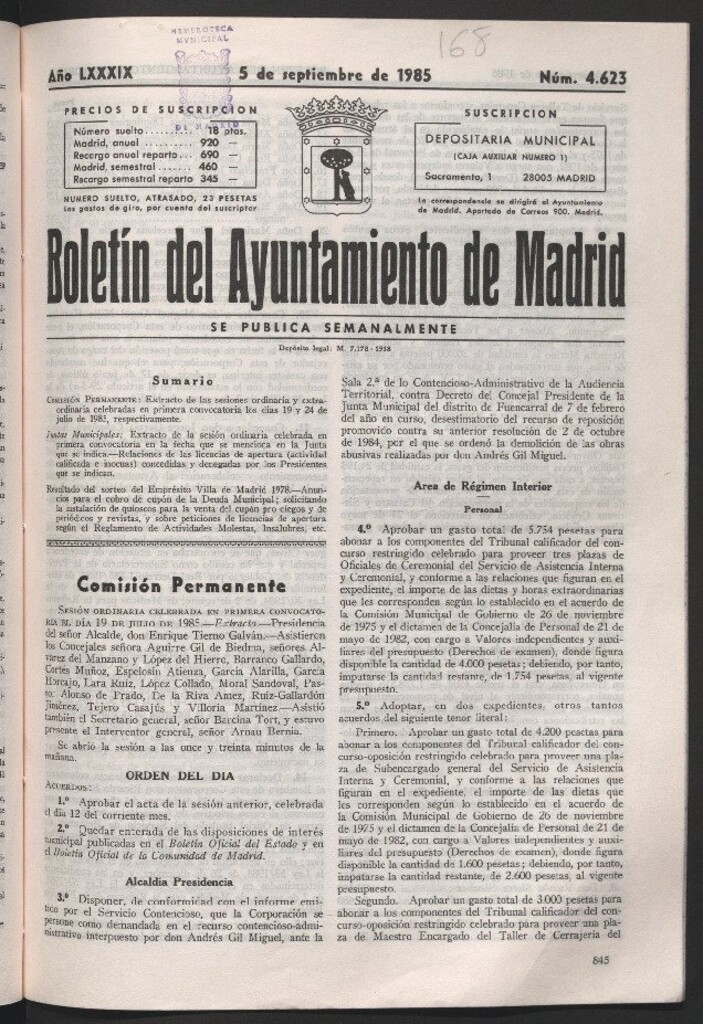 HEMEROTECA
MUNICIPAL
DE MADRID
168
Año LXXXIX 5 de septiembre de 1985 Núm. 4.623
PRECIOS DE SUSCRIPCION
Número suelto.......... 18 ptas.
Madrid, anual .......... 920 —
Recargo anual reparto... 690 —
Madrid, semestral ....... 460 —
Recargo semestral reparto 345 —
NUMERO SUELTO, ATRASADO, 23 PESETAS
Los gastos de giro, por cuenta del suscriptor
SUSCRIPCION
DEPOSITARIA MUNICIPAL
(CAJA AUXILIAR NUMERO 1)
Sacramento, 1 28005 MADRID
La correspondencia se dirigirá al Ayuntamiento
de Madrid. Apartado de Correos 900. Madrid.
Boletín del Ayuntamiento de Madrid
SE PUBLICA SEMANALMENTE
Depósito legal: M. 7.178 - 1958
Sumario
COMISIÓN PERMANENTE: Extracto de las sesiones ordinaria y extra-
ordinaria celebradas en primera convocatoria los días 19 y 24 de
julio de 1985, respectivamente.
Juntas Municipales: Extracto de la sesión ordinaria celebrada en
primera convocatoria en la fecha que se menciona en la Junta
que se indica.—Relaciones de las licencias de apertura (actividad
calificada e inocuas) concedidas y denegadas por los Presidentes
que se indican.
Resultado del sorteo del Empréstito Villa de Madrid 1978.—Anun-
cios para el cobro de cupón de la Deuda Municipal; solicitando
la instalación de quioscos para la venta del cupón pro ciegos y de
periódicos y revistas, y sobre peticiones de licencias de apertura
según el Reglamento de Actividades Molestas, Insalubres, etc.
Comisión Permanente
SESIÓN ORDINARIA CELEBRADA EN PRIMERA CONVOCATO-
RIA EL DÍA 19 DE JULIO DE 1985.—Extracto.—Presidencia
del señor Alcalde, don Enrique Tierno Galván.—Asistieron
los Concejales señora Aguirre Gil de Biedma, señores Al-
varez del Manzano y López del Hierro, Barranco Gallardo,
Cortés Muñoz, Espelosín Atienza, García Alarilla, García
Horcajo, Lara Ruiz, López Collado, Moral Sandoval, Pas-
tor Alonso de Prado, De la Riva Amez, Ruiz-Gallardón
Jiménez, Tejero Casajús y Villoria Martínez.—Asistió
también el Secretario general, señor Barcina Tort, y estuvo
presente el Interventor general, señor Arnau Bernia.
Se abrió la sesión a las once y treinta minutos de la
mañana.
ORDEN DEL DIA
ACUERDOS:
1.º Aprobar el acta de la sesión anterior, celebrada
el día 12 del corriente mes.
2.º Quedar enterada de las disposiciones de interés
municipal publicadas en el Boletín Oficial del Estado y en
el Boletín Oficial de la Comunidad de Madrid.
Alcaldía Presidencia
3.º Disponer, de conformidad con el informe emi-
tido por el Servicio Contencioso, que la Corporación se
persone como demandada en el recurso contencioso-admi-
nistrativo interpuesto por don Andrés Gil Miguel, ante la
Sala 2.ª de lo Contencioso-Administrativo de la Audiencia
Territorial, contra Decreto del Concejal Presidente de la
Junta Municipal del distrito de Fuencarral de 7 de febrero
del año en curso, desestimatorio del recurso de reposición
promovido contra su anterior resolución de 2 de octubre
de 1984, por el que se ordenó la demolición de las obras
abusivas realizadas por don Andrés Gil Miguel.
Area de Régimen Interior
Personal
4.º Aprobar un gasto total de 5.754 pesetas para
abonar a los componentes del Tribunal calificador del con-
curso restringido celebrado para proveer tres plazas de
Oficiales de Ceremonial del Servicio de Asistencia Interna
y Ceremonial, y conforme a las relaciones que figuran en el
expediente, el importe de las dietas y horas extraordinarias
que les corresponden según lo establecido en el acuerdo de
la Comisión Municipal de Gobierno de 26 de noviembre
de 1975 y el dictamen de la Concejalía de Personal de 21 de
mayo de 1982, con cargo a Valores independientes y auxi-
liares del presupuesto (Derechos de examen), donde figura
disponible la cantidad de 4.000 pesetas; debiendo, por tanto,
imputarse la cantidad restante, de 1.754 pesetas, al vigente
presupuesto.
5.º Adoptar, en dos expedientes, otros tantos
acuerdos del siguiente tenor literal:
Primero. Aprobar un gasto total de 4.200 pesetas para
abonar a los componentes del Tribunal calificador del con-
curso-oposición restringido celebrado para proveer una pla-
za de Subencargado general del Servicio de Asistencia
Interna y Ceremonial, y conforme a las relaciones que
figuran en el expediente, el importe de las dietas que
les corresponden según lo establecido en el acuerdo de
la Comisión Municipal de Gobierno de 26 de noviembre
de 1975 y el dictamen de la Concejalía de Personal de 21 de
mayo de 1982, con cargo a Valores independientes y auxi-
liares del presupuesto (Derechos de examen), donde figura
disponible la cantidad de 1.600 pesetas; debiendo, por tanto,
imputarse la cantidad restante, de 2.600 pesetas, al vigente
presupuesto.
Segundo. Aprobar un gasto total de 3.000 pesetas para
abonar a los componentes del Tribunal calificador del con-
curso-oposición restringido celebrado para proveer una pla-
za de Maestro Encargado del Taller de Cerrajería del
845